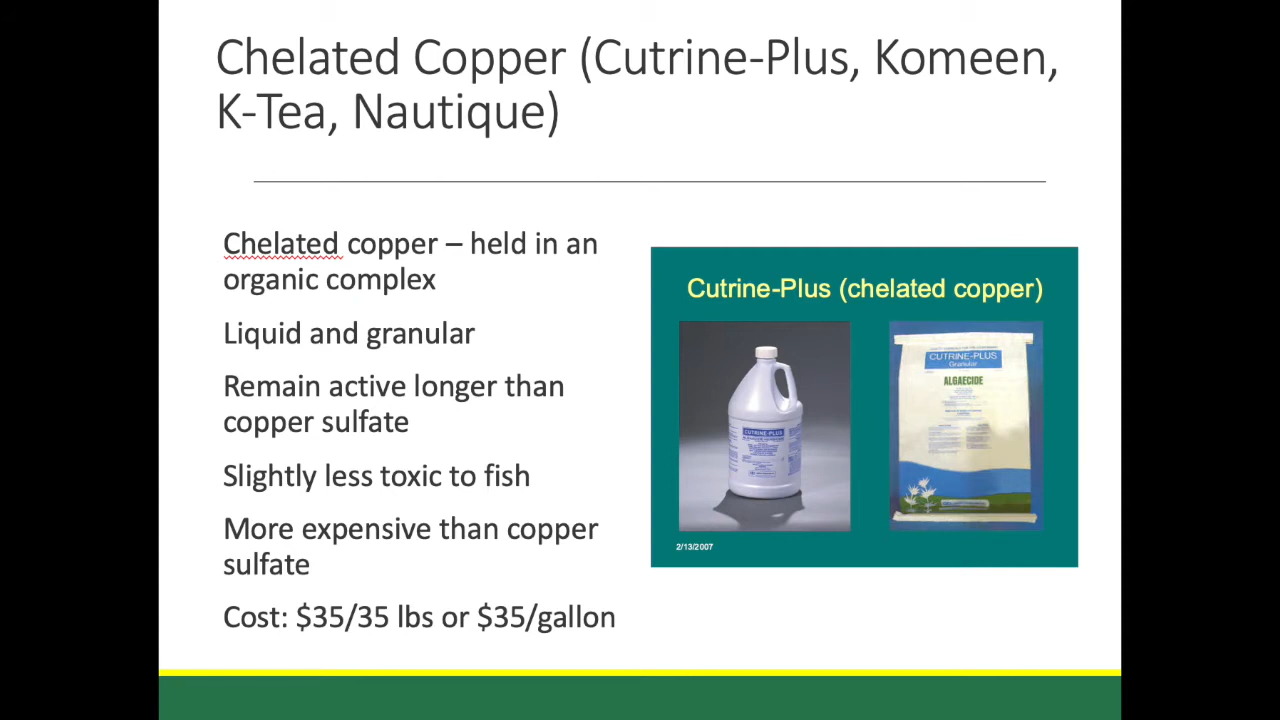 Chelated Copper (Cutrine-Plus, Komeen,
K-Tea, Nautique)
Chelated copper – held in an
organic complex
Liquid and granular
Remain active longer than
copper sulfate
Slightly less toxic to fish
More expensive than copper
sulfate
Cost: $35/35 lbs or $35/gallon
Cutrine-Plus (chelated copper)
CUTRINE-PLUS
CUTRINE-PLUS
Granular
ALGAECIDE
2/13/2007